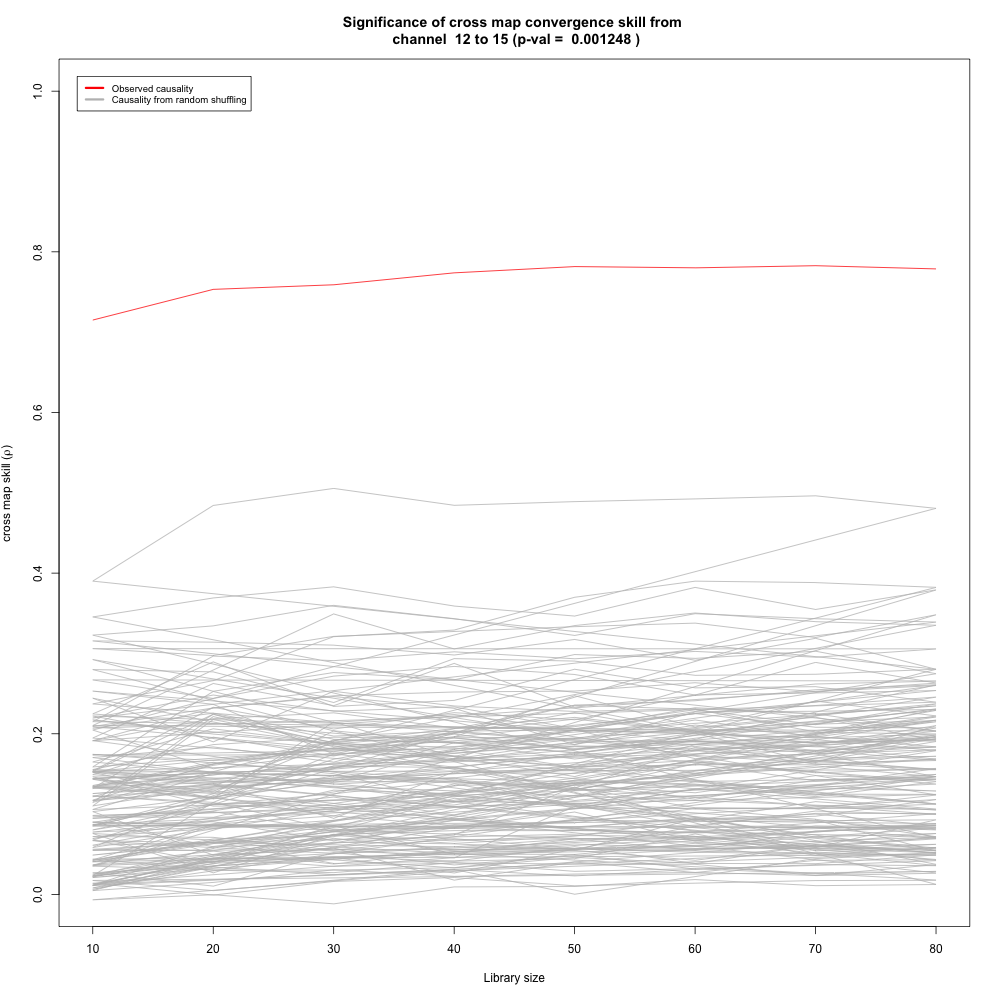 Significance of cross map convergence skill from
channel  12 to 15 (p-val =  0.001248 )
Observed causality
Causality from random shuffling
1.0
0.8
0.6
0.4
0.2
0.0
cross map skill (ρ)
10 20 30 40 50 60 70 80
Library size